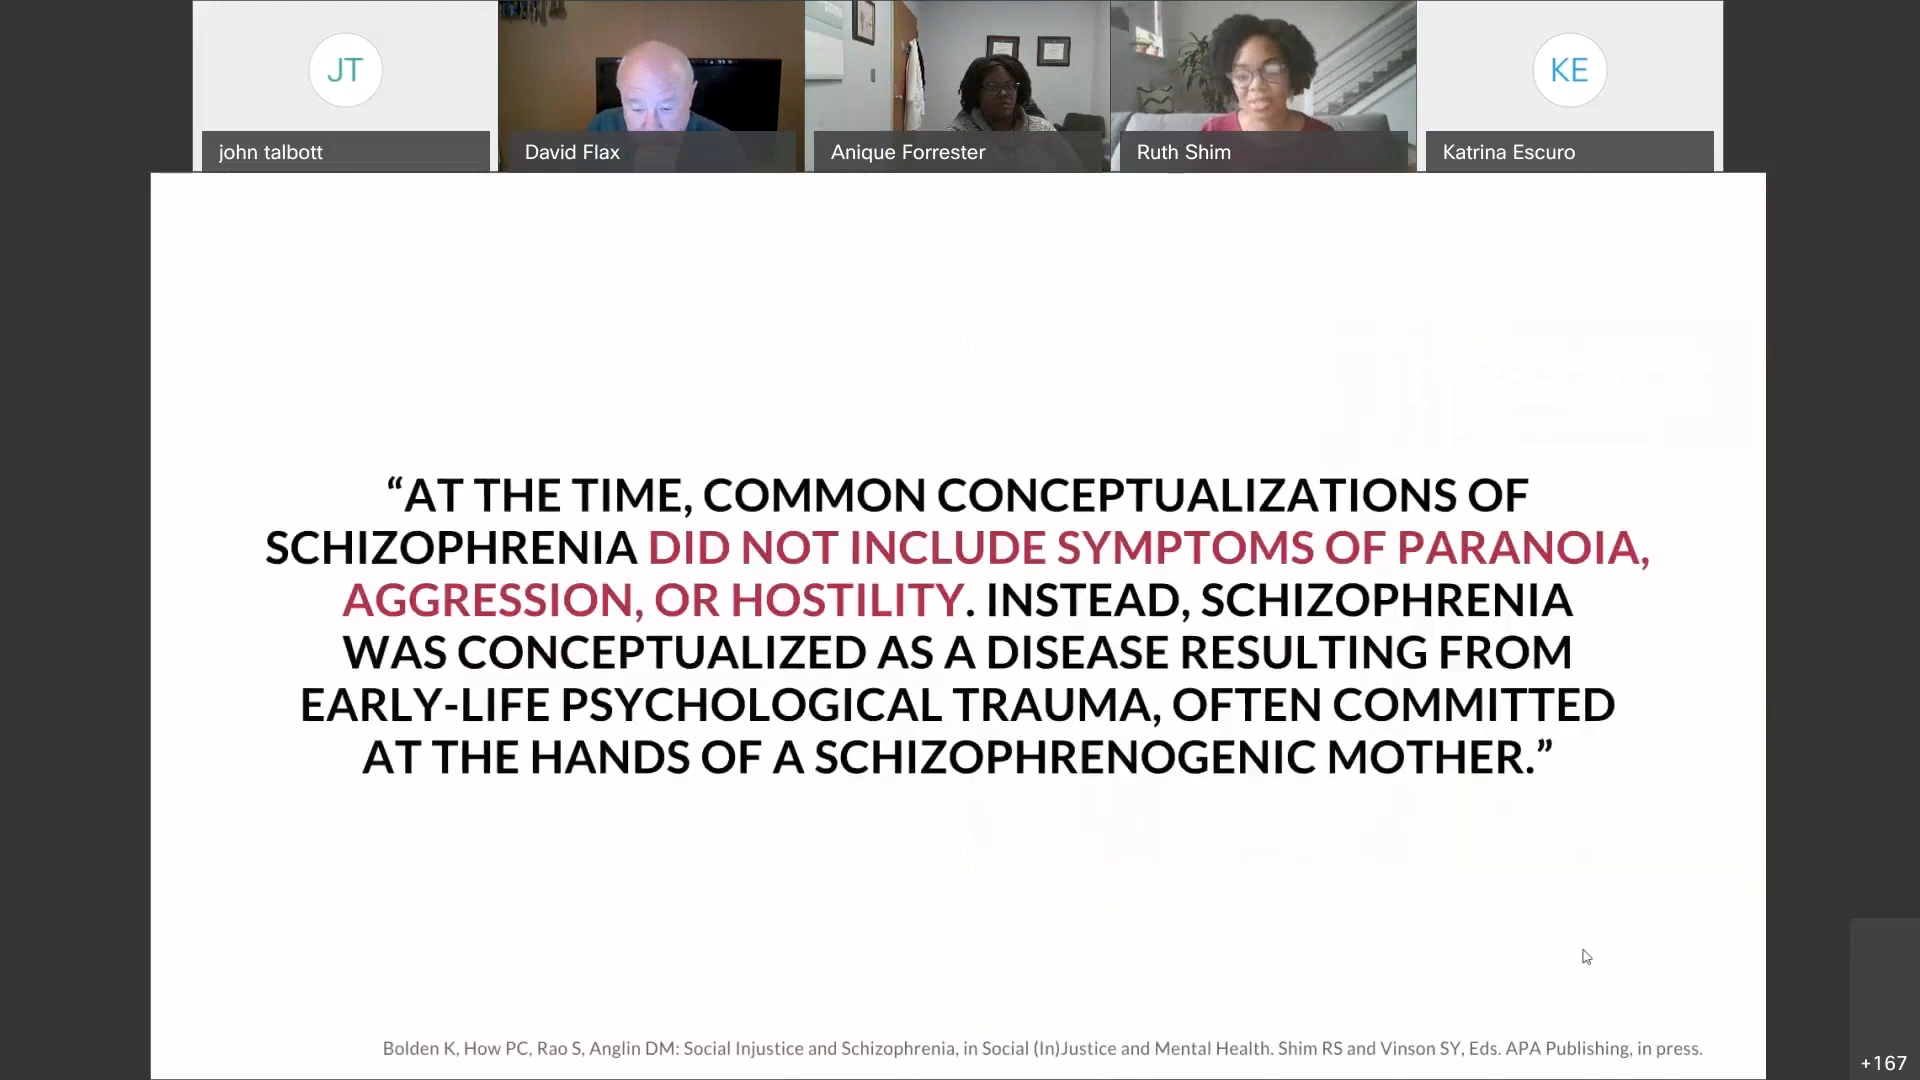 JT
KE
john talbott
David Flax
Anique Forrester
Ruth Shim
Katrina Escuro
“AT THE TIME, COMMON CONCEPTUALIZATIONS OF
SCHIZOPHRENIA DID NOT INCLUDE SYMPTOMS OF PARANOIA,
AGGRESSION, OR HOSTILITY. INSTEAD, SCHIZOPHRENIA
WAS CONCEPTUALIZED AS A DISEASE RESULTING FROM
EARLY-LIFE PSYCHOLOGICAL TRAUMA, OFTEN COMMITTED
AT THE HANDS OF A SCHIZOPHRENOGENIC MOTHER.”
Bolden K, How PC, Rao S, Anglin DM: Social Injustice and Schizophrenia, in Social (In)Justice and Mental Health. Shim RS and Vinson SY, Eds. APA Publishing, in press.
+167